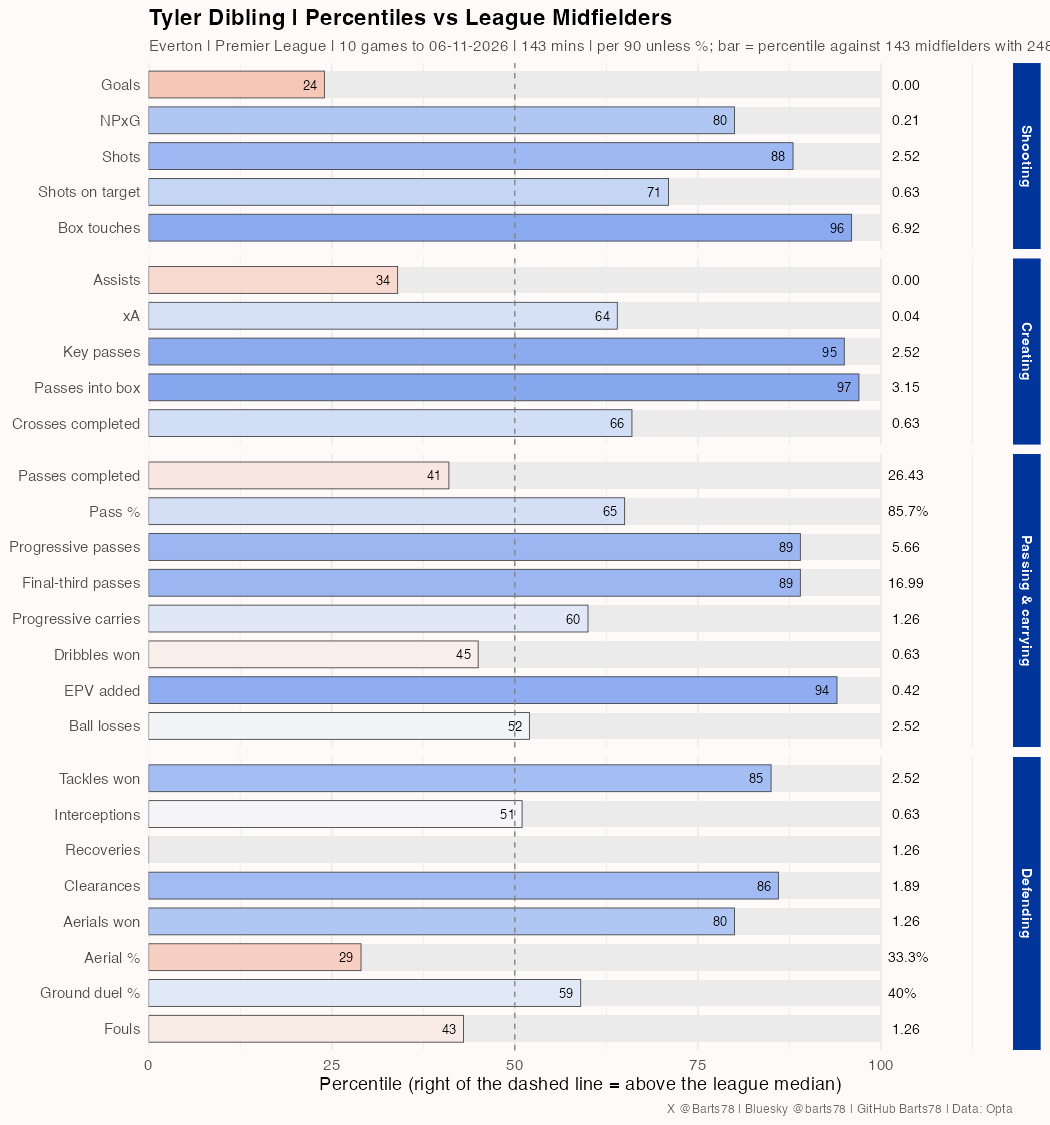 Tyler Dibling | Percentiles vs League Midfielders
Everton | Premier League | 10 games to 06-11-2026 | 143 mins | per 90 unless %; bar = percentile against 143 midfielders with 248
Shooting
Goals 24 0.00
NPxG 80 0.21
Shots 88 2.52
Shots on target 71 0.63
Box touches 96 6.92
Creating
Assists 34 0.00
xA 64 0.04
Key passes 95 2.52
Passes into box 97 3.15
Crosses completed 66 0.63
Passing & carrying
Passes completed 41 26.43
Pass % 65 85.7%
Progressive passes 89 5.66
Final-third passes 89 16.99
Progressive carries 60 1.26
Dribbles won 45 0.63
EPV added 94 0.42
Ball losses 52 2.52
Defending
Tackles won 85 2.52
Interceptions 51 0.63
Recoveries 1.26
Clearances 86 1.89
Aerials won 80 1.26
Aerial % 29 33.3%
Ground duel % 59 40%
Fouls 43 1.26
0 25 50 75 100
Percentile (right of the dashed line = above the league median)
X @Barts78 | Bluesky @barts78 | GitHub Barts78 | Data: Opta